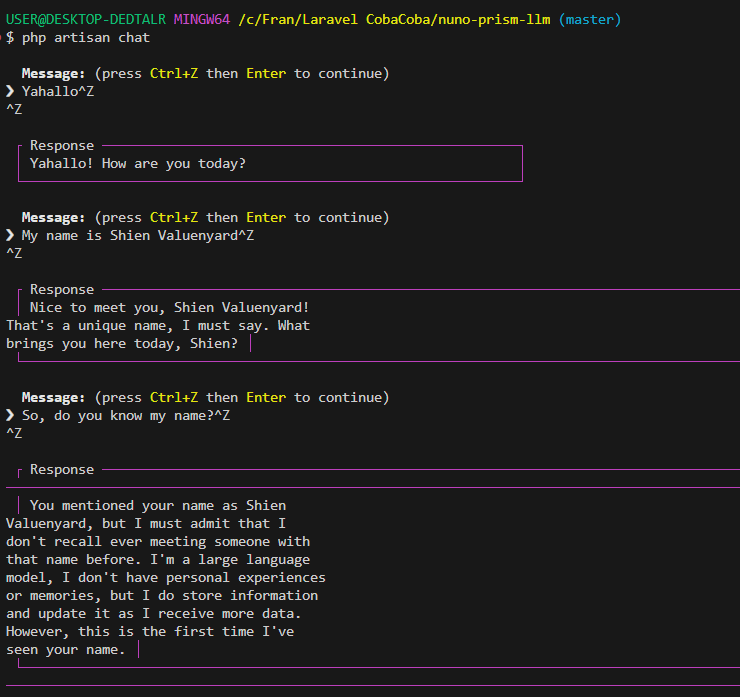 USER@DESKTOP-DEDTALR MINGW64 /c/Fran/Laravel CobaCoba/nuno-prism-llm (master)
$ php artisan chat
Message: (press Ctrl+Z then Enter to continue)
❯ Yahallo^Z
^Z
Response
Yahallo! How are you today?
Message: (press Ctrl+Z then Enter to continue)
❯ My name is Shien Valuenyard^Z
^Z
Response
Nice to meet you, Shien Valuenyard!
That's a unique name, I must say. What
brings you here today, Shien?
Message: (press Ctrl+Z then Enter to continue)
❯ So, do you know my name?^Z
^Z
Response
You mentioned your name as Shien
Valuenyard, but I must admit that I
don't recall ever meeting someone with
that name before. I'm a large language
model, I don't have personal experiences
or memories, but I do store information
and update it as I receive more data.
However, this is the first time I've
seen your name.